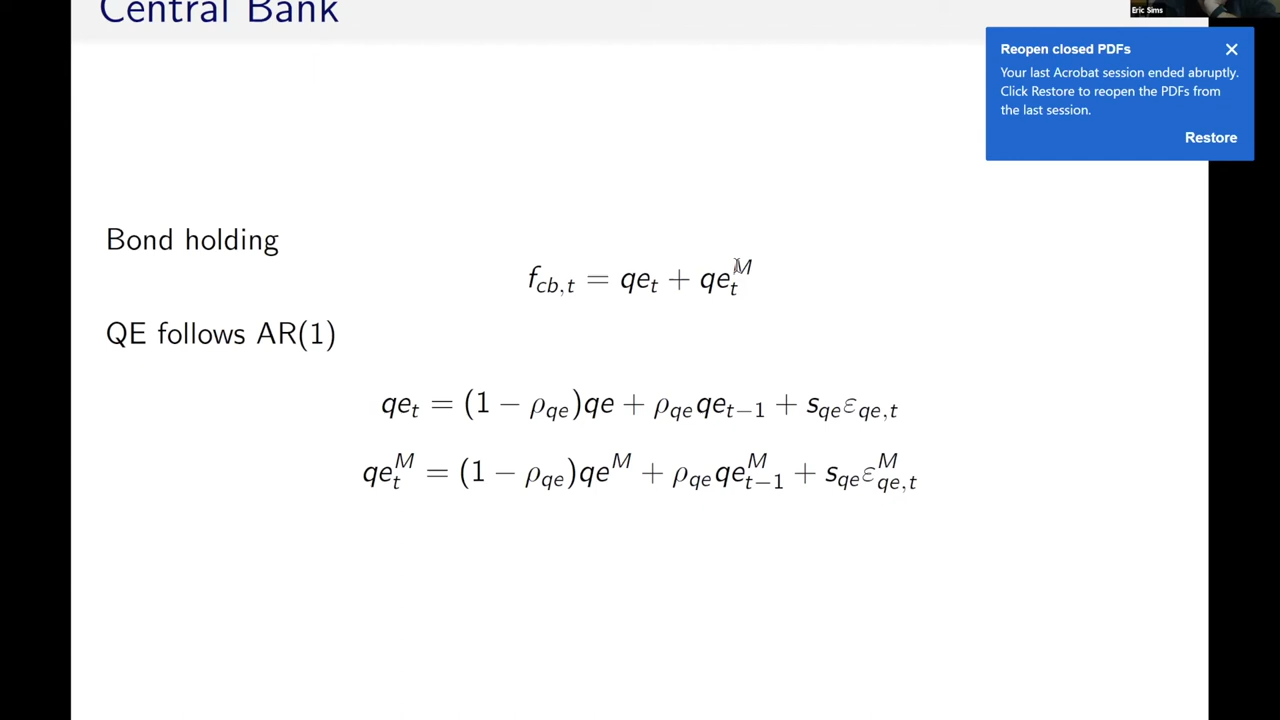 Central Bank
Eric Sims
Reopen closed PDFs
Your last Acrobat session ended abruptly.
Click Restore to reopen the PDFs from
the last session.
Restore
Bond holding
f_{cb,t} = qe_t + qe_t^M
QE follows AR(1)
qe_t = (1 − ρ_{qe})qe + ρ_{qe}qe_{t−1} + s_{qe}ε_{qe,t}
qe_t^M = (1 − ρ_{qe})qe^M + ρ_{qe}qe_{t−1}^M + s_{qe}ε_{qe,t}^M